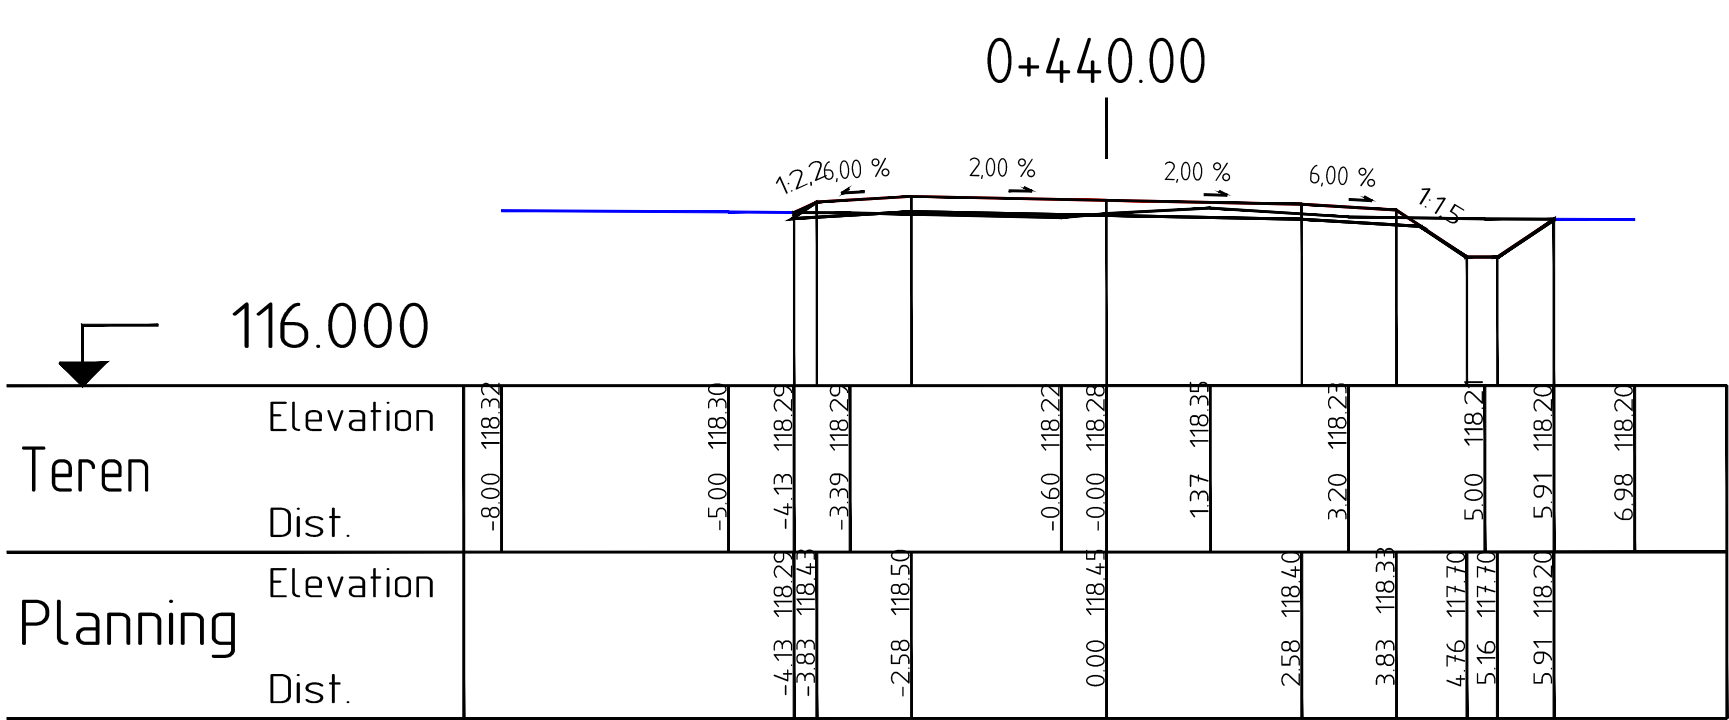 0+440.00
1:2,2 6,00 % 2,00 % 2,00 % 6,00 % 1:1.5
116.000
Teren
Elevation 118.32 118.30 118.29 118.29 118.22 118.28 118.35 118.23 118.21 118.20 118.20
Dist. -8.00 -5.00 -4.13 -3.39 -0.60 -0.00 1.37 3.20 5.00 5.91 6.98
Planning
Elevation 118.29 118.43 118.50 118.45 118.40 118.33 117.70 117.70 118.20
Dist. -4.13 -3.83 -2.58 0.00 2.58 3.83 4.76 5.16 5.91